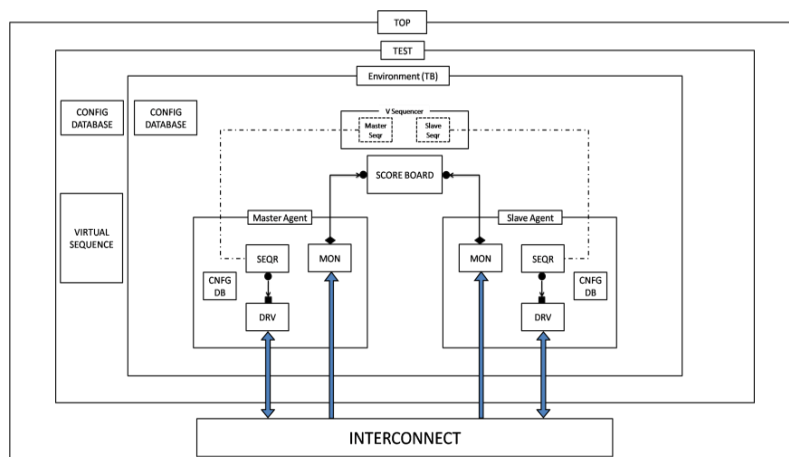 TOP
TEST
Environment (TB)
CONFIG
DATABASE
CONFIG
DATABASE
V Sequencer
Master
Seqr
Slave
Seqr
SCORE BOARD
VIRTUAL
SEQUENCE
Master Agent
Slave Agent
SEQR
MON
MON
SEQR
CNFG
DB
CNFG
DB
DRV
DRV
INTERCONNECT